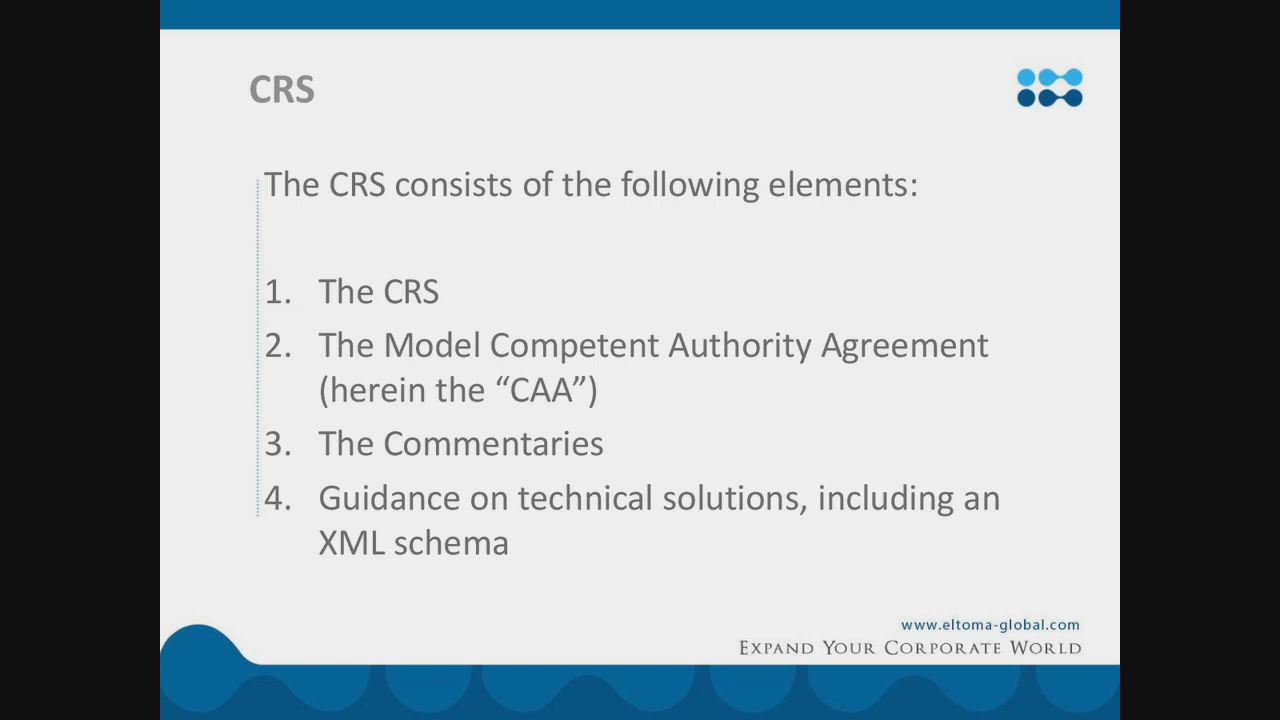 CRS
The CRS consists of the following elements:
1. The CRS
2. The Model Competent Authority Agreement
(herein the “CAA”)
3. The Commentaries
4. Guidance on technical solutions, including an
XML schema
www.eltoma-global.com
EXPAND YOUR CORPORATE WORLD